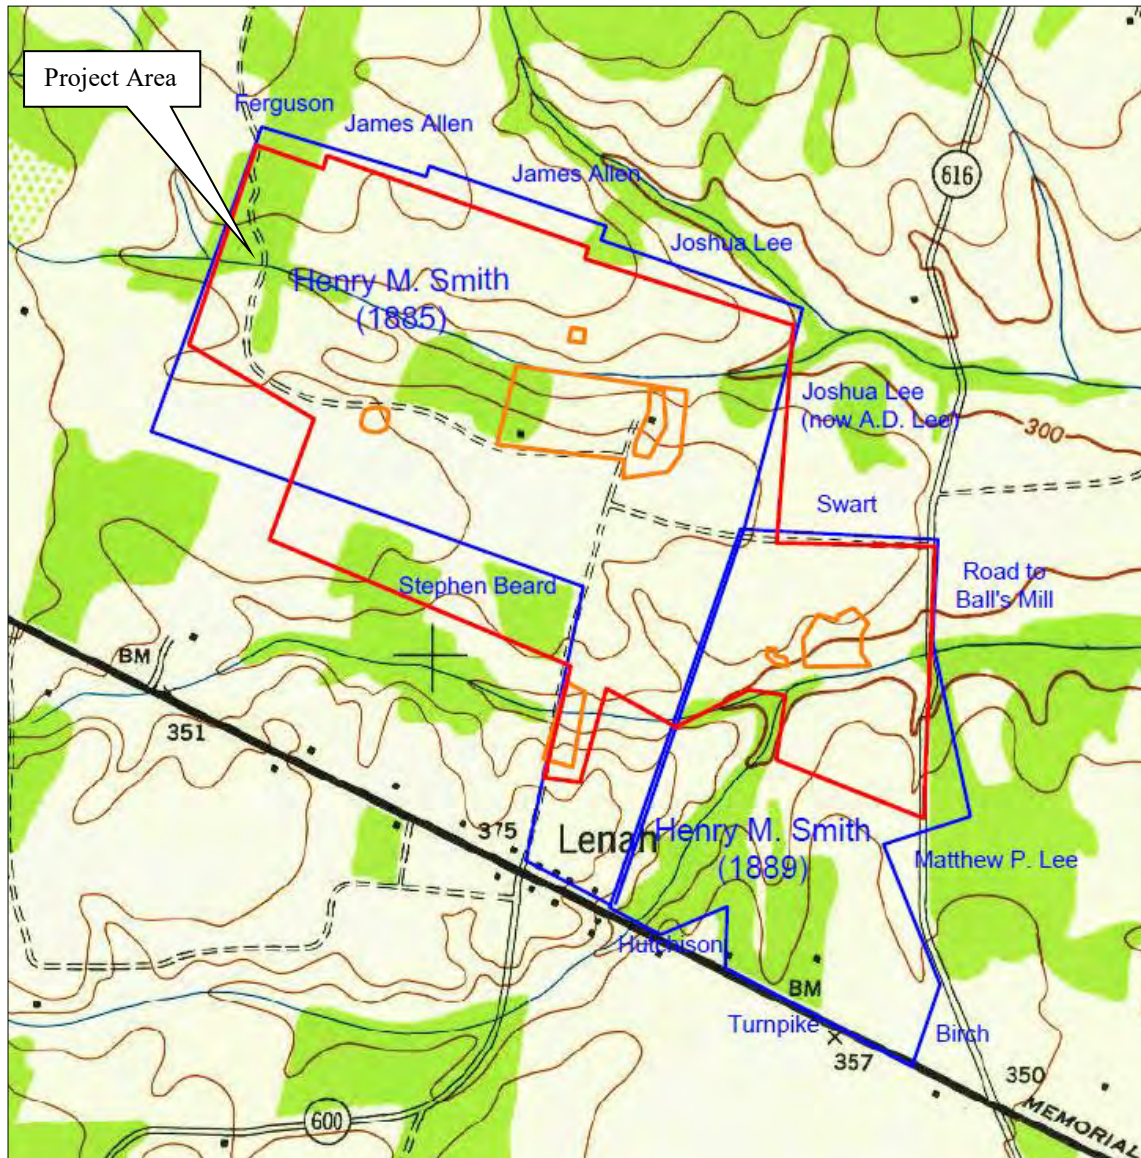 Project Area
Ferguson
James Allen
James Allen
616
Joshua Lee
Henry M. Smith
(1885)
Joshua Lee
(now A.D. Lee)
300
Swart
Stephen Beard
Road to
Ball's Mill
BM
351
375
Lenah
Henry M. Smith
(1889)
Matthew P. Lee
Hutchison
BM
Turnpike
357
Birch
350
MEMORIAL
600